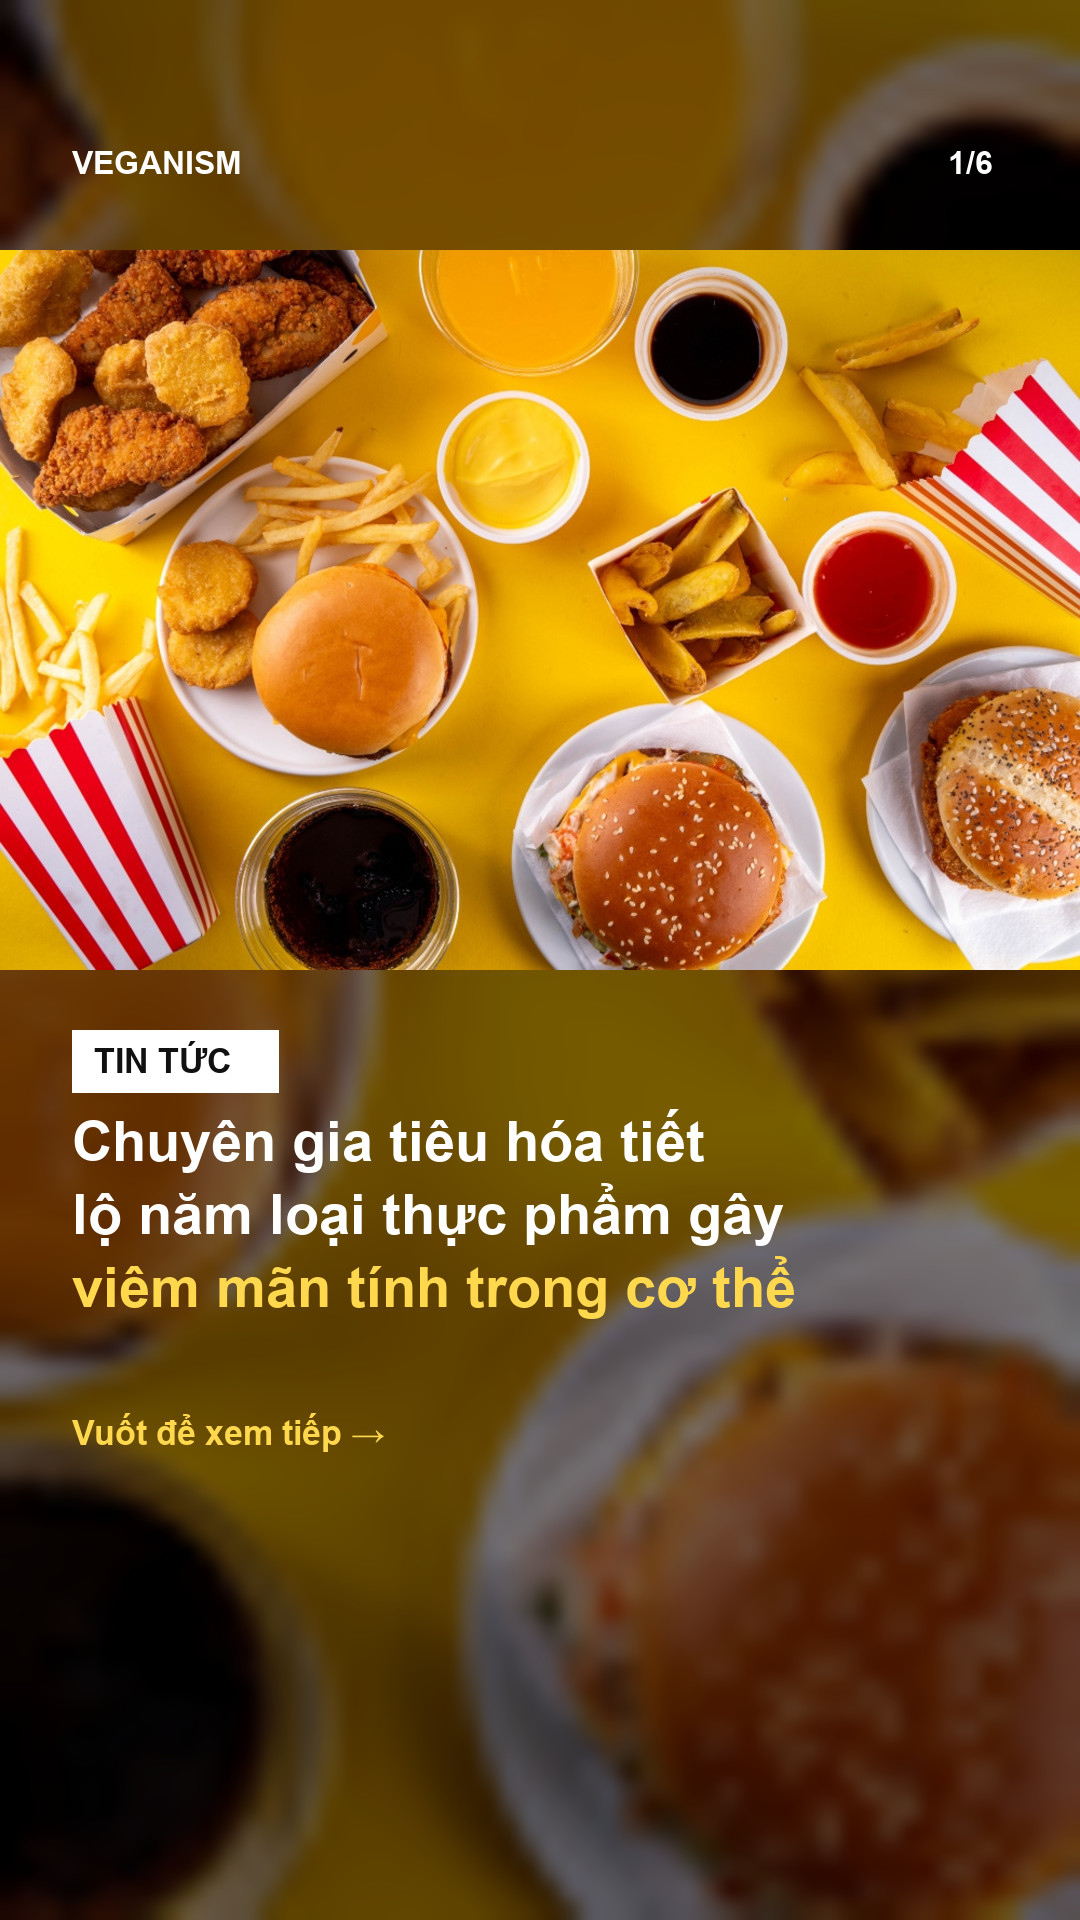 VEGANISM
1/6
TIN TỨC
Chuyên gia tiêu hóa tiết
lộ năm loại thực phẩm gây
viêm mãn tính trong cơ thể
Vuốt để xem tiếp →